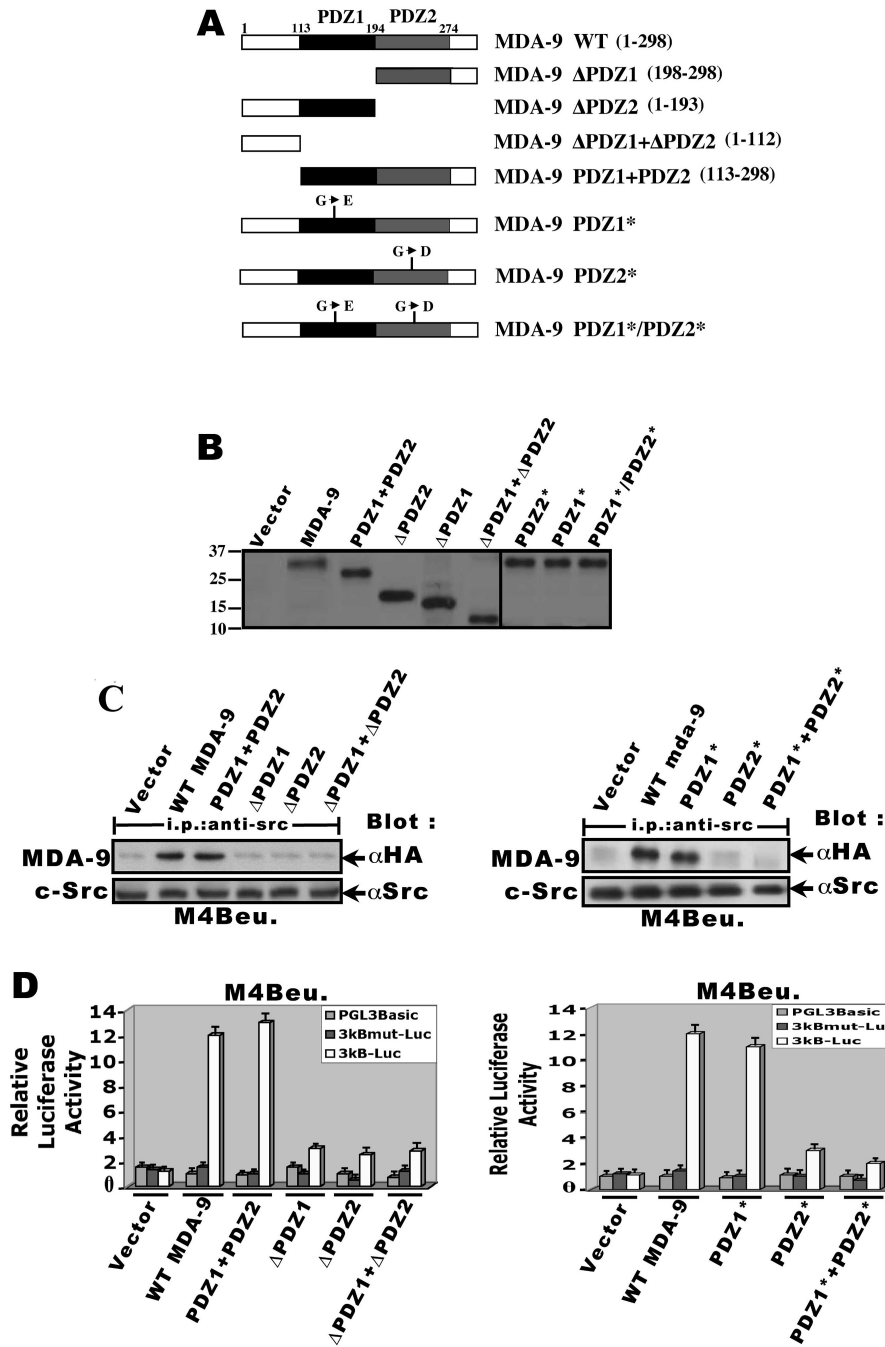 A
PDZ1 PDZ2
1 113 194 274
MDA-9 WT (1-298)
MDA-9 ΔPDZ1 (198-298)
MDA-9 ΔPDZ2 (1-193)
MDA-9 ΔPDZ1+ΔPDZ2 (1-112)
MDA-9 PDZ1+PDZ2 (113-298)
G E
MDA-9 PDZ1*
G D
MDA-9 PDZ2*
G E G D
MDA-9 PDZ1*/PDZ2*
B
Vector
MDA-9
PDZ1+PDZ2
ΔPDZ2
ΔPDZ1
ΔPDZ1+ΔPDZ2
PDZ2*
PDZ1*
PDZ1*/PDZ2*
37
25
15
10
C
Vector
WT MDA-9
PDZ1+PDZ2
ΔPDZ1
ΔPDZ2
ΔPDZ1+ΔPDZ2
i.p.:anti-src
Blot :
MDA-9
αHA
c-Src
αSrc
M4Beu.
Vector
WT mda-9
PDZ1*
PDZ2*
PDZ1*+PDZ2*
i.p.:anti-src
Blot :
MDA-9
αHA
c-Src
αSrc
M4Beu.
D
M4Beu.
Relative
Luciferase
Activity
14
12
10
8
6
4
2
0
PGL3Basic
3kBmut-Luc
3kB-Luc
Vector
WT MDA-9
PDZ1+PDZ2
ΔPDZ1
ΔPDZ2
ΔPDZ1+ΔPDZ2
M4Beu.
Relative Luciferase
Activity
14
12
10
8
6
4
2
0
PGL3Basic
3kBmut-Lu
3kB-Luc
Vector
WT MDA-9
PDZ1*
PDZ2*
PDZ1*+PDZ2*